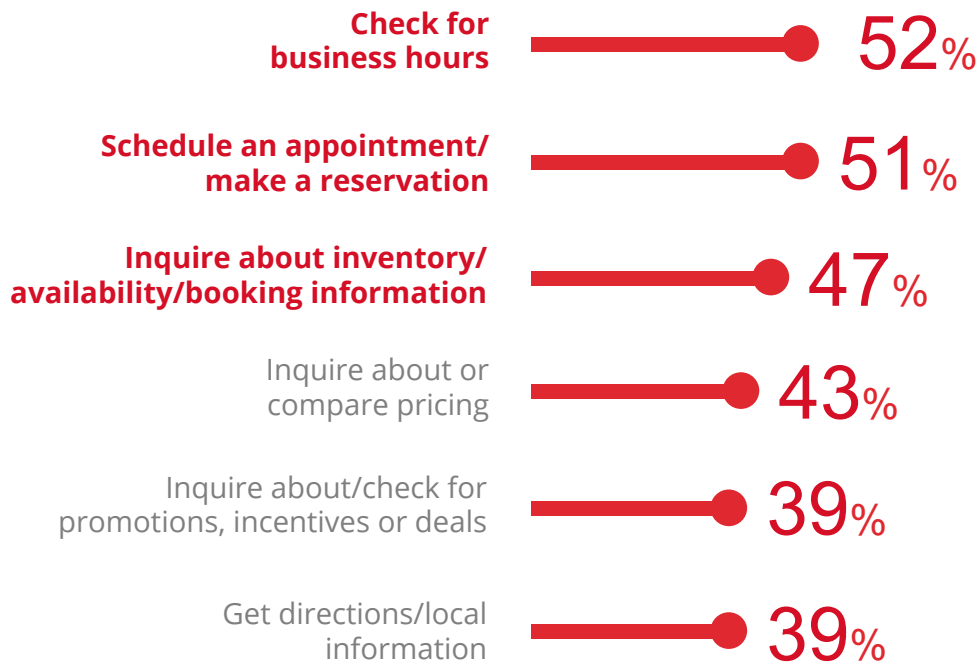 Check for
business hours
52%
Schedule an appointment/
make a reservation
51%
Inquire about inventory/
availability/booking information
47%
Inquire about or
compare pricing
43%
Inquire about/check for
promotions, incentives or deals
39%
Get directions/local
information
39%